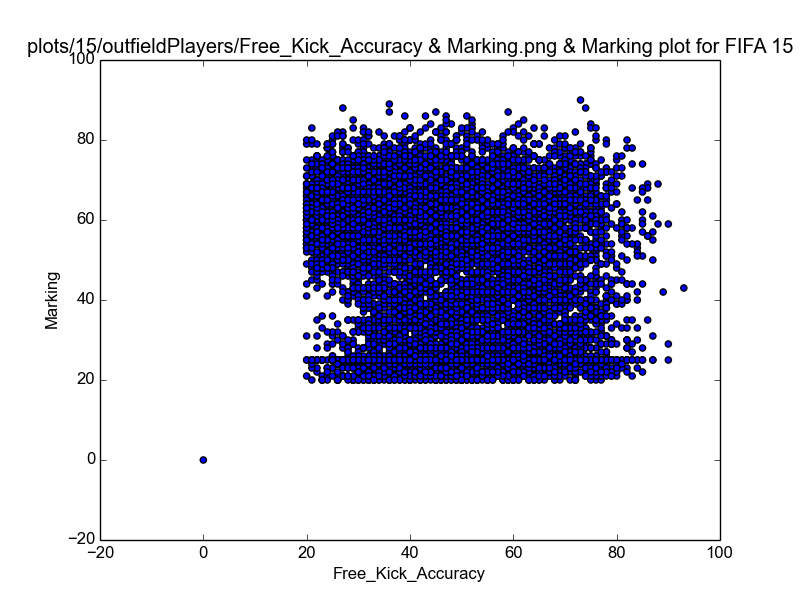 plots/15/outfieldPlayers/Free_Kick_Accuracy & Marking.png & Marking plot for FIFA 15
100
80
60
40
20
0
−20
Marking
−20 0 20 40 60 80 100
Free_Kick_Accuracy